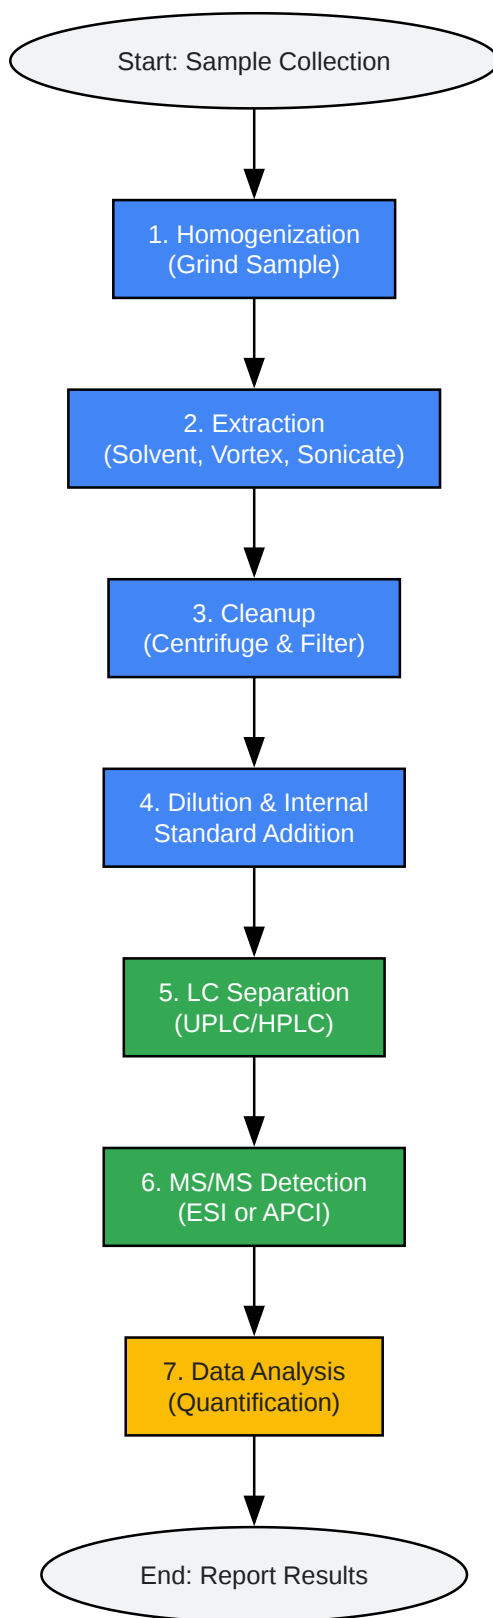 Start: Sample Collection
1. Homogenization
(Grind Sample)
2. Extraction
(Solvent, Vortex, Sonicate)
3. Cleanup
(Centrifuge & Filter)
4. Dilution & Internal
Standard Addition
5. LC Separation
(UPLC/HPLC)
6. MS/MS Detection
(ESI or APCI)
7. Data Analysis
(Quantification)
End: Report Results